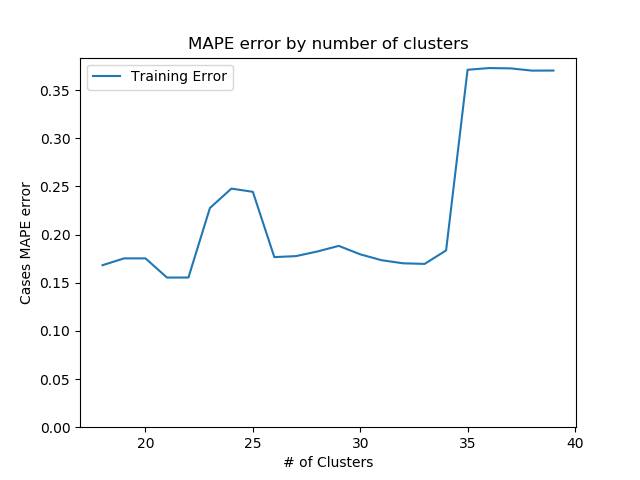 MAPE error by number of clusters
Training Error
0.35
0.30
0.25
0.20
0.15
0.10
0.05
0.00
Cases MAPE error
20 25 30 35 40
# of Clusters